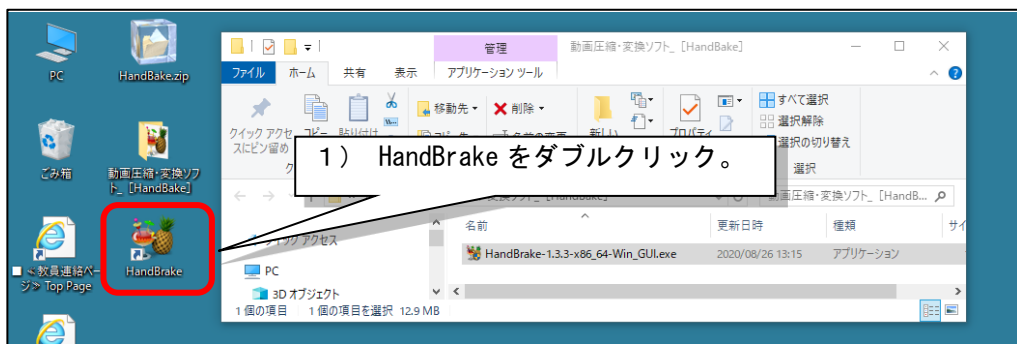 PC
HandBake.zip
ごみ箱
動画圧縮・変換ソフ
ト_ [HandBake]
■ ≪教員連絡ペー
ジ≫ Top Page
HandBrake
管理
動画圧縮・変換ソフト_ [HandBake]
ファイル ホーム 共有 表示 アプリケーション ツール
クイック アクセ
スにピン留め
コピー 貼り付け
移動先 削除
名前の変更
新しい
プロパティ
すべて選択
選択解除
選択の切り替え
選択
1) HandBrake をダブルクリック。
動画圧縮・変換ソフト_ [HandB...
名前 更新日時 種類 サイ
クイック アクセス
HandBrake-1.3.3-x86_64-Win_GUI.exe 2020/08/26 13:15 アプリケーション
PC
3D オブジェクト
1 個の項目 1 個の項目を選択 12.9 MB